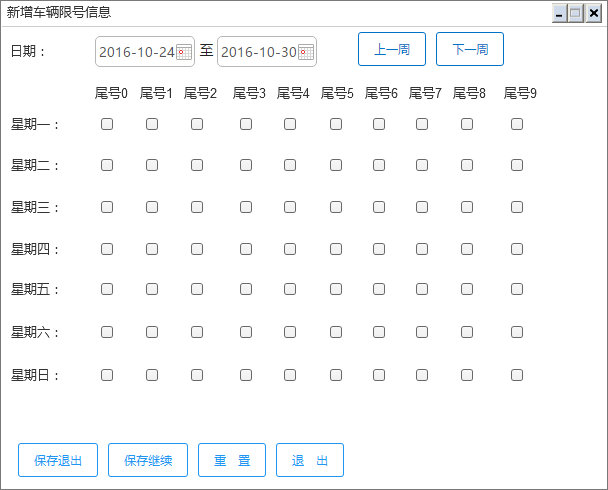 新增车辆限号信息
日期： 2016-10-24 至 2016-10-30 上一周 下一周
尾号0 尾号1 尾号2 尾号3 尾号4 尾号5 尾号6 尾号7 尾号8 尾号9
星期一：
星期二：
星期三：
星期四：
星期五：
星期六：
星期日：
保存退出 保存继续 重 置 退 出